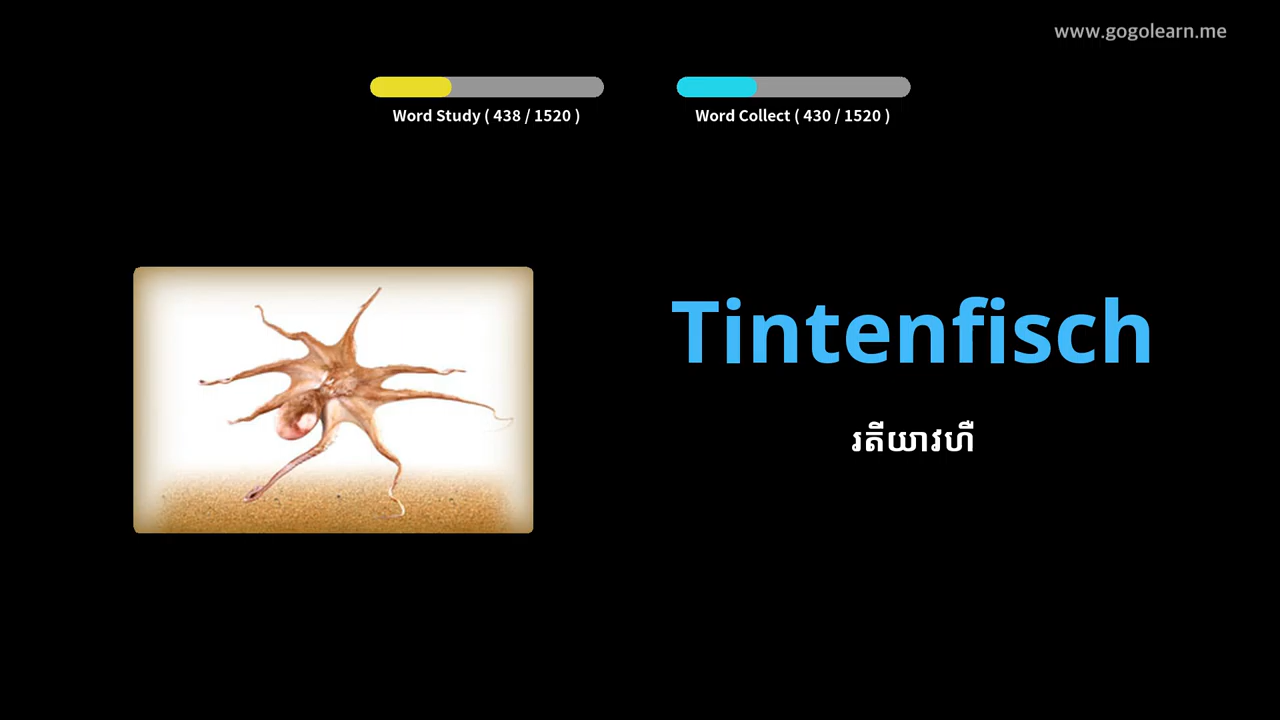 www.gogolearn.me
Word Study ( 438 / 1520 )
Word Collect ( 430 / 1520 )
Tintenfisch
រតីយាវហឺ